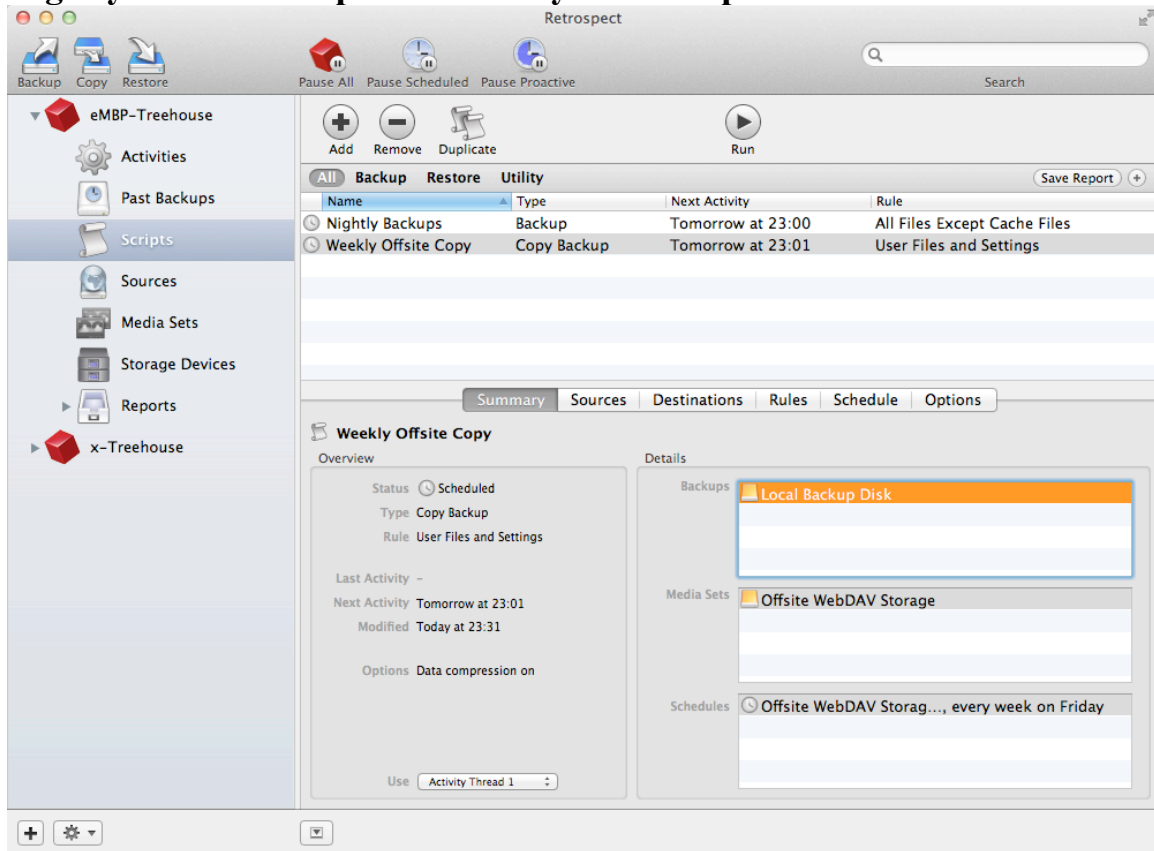 Retrospect
Backup Copy Restore Pause All Pause Scheduled Pause Proactive Search
eMBP-Treehouse
Activities
Past Backups
Scripts
Sources
Media Sets
Storage Devices
Reports
x-Treehouse
Add Remove Duplicate Run
All Backup Restore Utility Save Report
Name Type Next Activity Rule
Nightly Backups Backup Tomorrow at 23:00 All Files Except Cache Files
Weekly Offsite Copy Copy Backup Tomorrow at 23:01 User Files and Settings
Summary Sources Destinations Rules Schedule Options
Weekly Offsite Copy
Overview
Status Scheduled
Type Copy Backup
Rule User Files and Settings
Last Activity -
Next Activity Tomorrow at 23:01
Modified Today at 23:31
Options Data compression on
Use Activity Thread 1
Details
Backups Local Backup Disk
Media Sets Offsite WebDAV Storage
Schedules Offsite WebDAV Storag..., every week on Friday